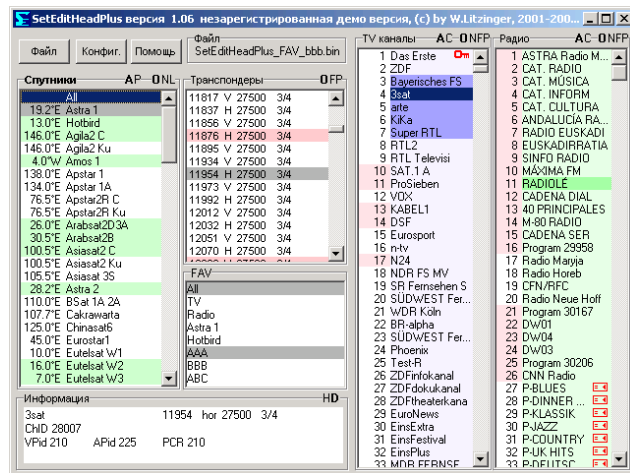 SetEditHeadPlus версия 1.06 незарегистрированная демо версия, (c) by W.Litzinger, 2001-200...
Файл Конфиг. Помощь
Файл
SetEditHeadPlus_FAV_bbb.bin
Спутники AP ONL
All
19.2°E Astra 1
13.0°E Hotbird
146.0°E Agila2 C
146.0°E Agila2 Ku
4.0°W Amos 1
138.0°E Apstar 1
134.0°E Apstar 1A
76.5°E Apstar2R C
76.5°E Apstar2R Ku
26.0°E Arabsat2D3A
30.5°E Arabsat2B
100.5°E Asiasat2 C
100.5°E Asiasat2 Ku
105.5°E Asiasat 3S
28.2°E Astra 2
110.0°E BSat 1A 2A
107.7°E Cakrawarta
125.0°E Chinasat6
45.0°E Eurostar1
10.0°E Eutelsat W1
16.0°E Eutelsat W2
7.0°E Eutelsat W3
Транспондеры 0FP
11817 V 27500 3/4
11837 H 27500 3/4
11856 V 27500 3/4
11876 H 27500 3/4
11895 V 27500 3/4
11934 V 27500 3/4
11954 H 27500 3/4
11973 V 27500 3/4
11992 H 27500 3/4
12012 V 27500 3/4
12032 H 27500 3/4
12051 V 27500 3/4
12070 H 27500 3/4
FAV
All
TV
Radio
Astra 1
Hotbird
AAA
BBB
ABC
Информация HD
3sat 11954 hor 27500 3/4
ChID 28007
VPid 210 APid 225 PCR 210
TV каналы AC ONFP
1 Das Erste
2 ZDF
3 Bayerisches FS
4 3sat
5 arte
6 KiKa
7 Super RTL
8 RTL2
9 RTL Televisi
10 SAT.1 A
11 ProSieben
12 VOX
13 KABEL1
14 DSF
15 Eurosport
16 n-tv
17 N24
18 NDR FS MV
19 SR Fernsehen S
20 SÜDWEST Fer...
21 WDR Köln
22 BR-alpha
23 SÜDWEST Fer...
24 Phoenix
25 Test-R
26 ZDFinfokanal
27 ZDFdokukanal
28 ZDFtheaterkana
29 EuroNews
30 EinsExtra
31 EinsFestival
32 EinsPlus
33 MDR FERNSE
Радио AC ONFP
1 ASTRA Radio M...
2 CAT. RADIO
3 CAT. MÚSICA
4 CAT. INFORM
5 CAT. CULTURA
6 ANDALUCÍA RA...
7 RADIO EUSKADI
8 EUSKADIRRATIA
9 SINFO RADIO
10 MÁXIMA FM
11 RADIOLÉ
12 CADENA DIAL
13 40 PRINCIPALES
14 M-80 RADIO
15 CADENA SER
16 Program 29958
17 Radio Maryja
18 Radio Horeb
19 CFN/RFC
20 Radio Neue Hoff
21 Program 30167
22 DW01
23 DW04
24 DW03
25 Program 30206
26 CNN Radio
27 P-BLUES
28 P-DINNER ...
29 P-KLASSIK
30 P-JAZZ
31 P-COUNTRY
32 P-UK HITS
33 P-DEUTSC